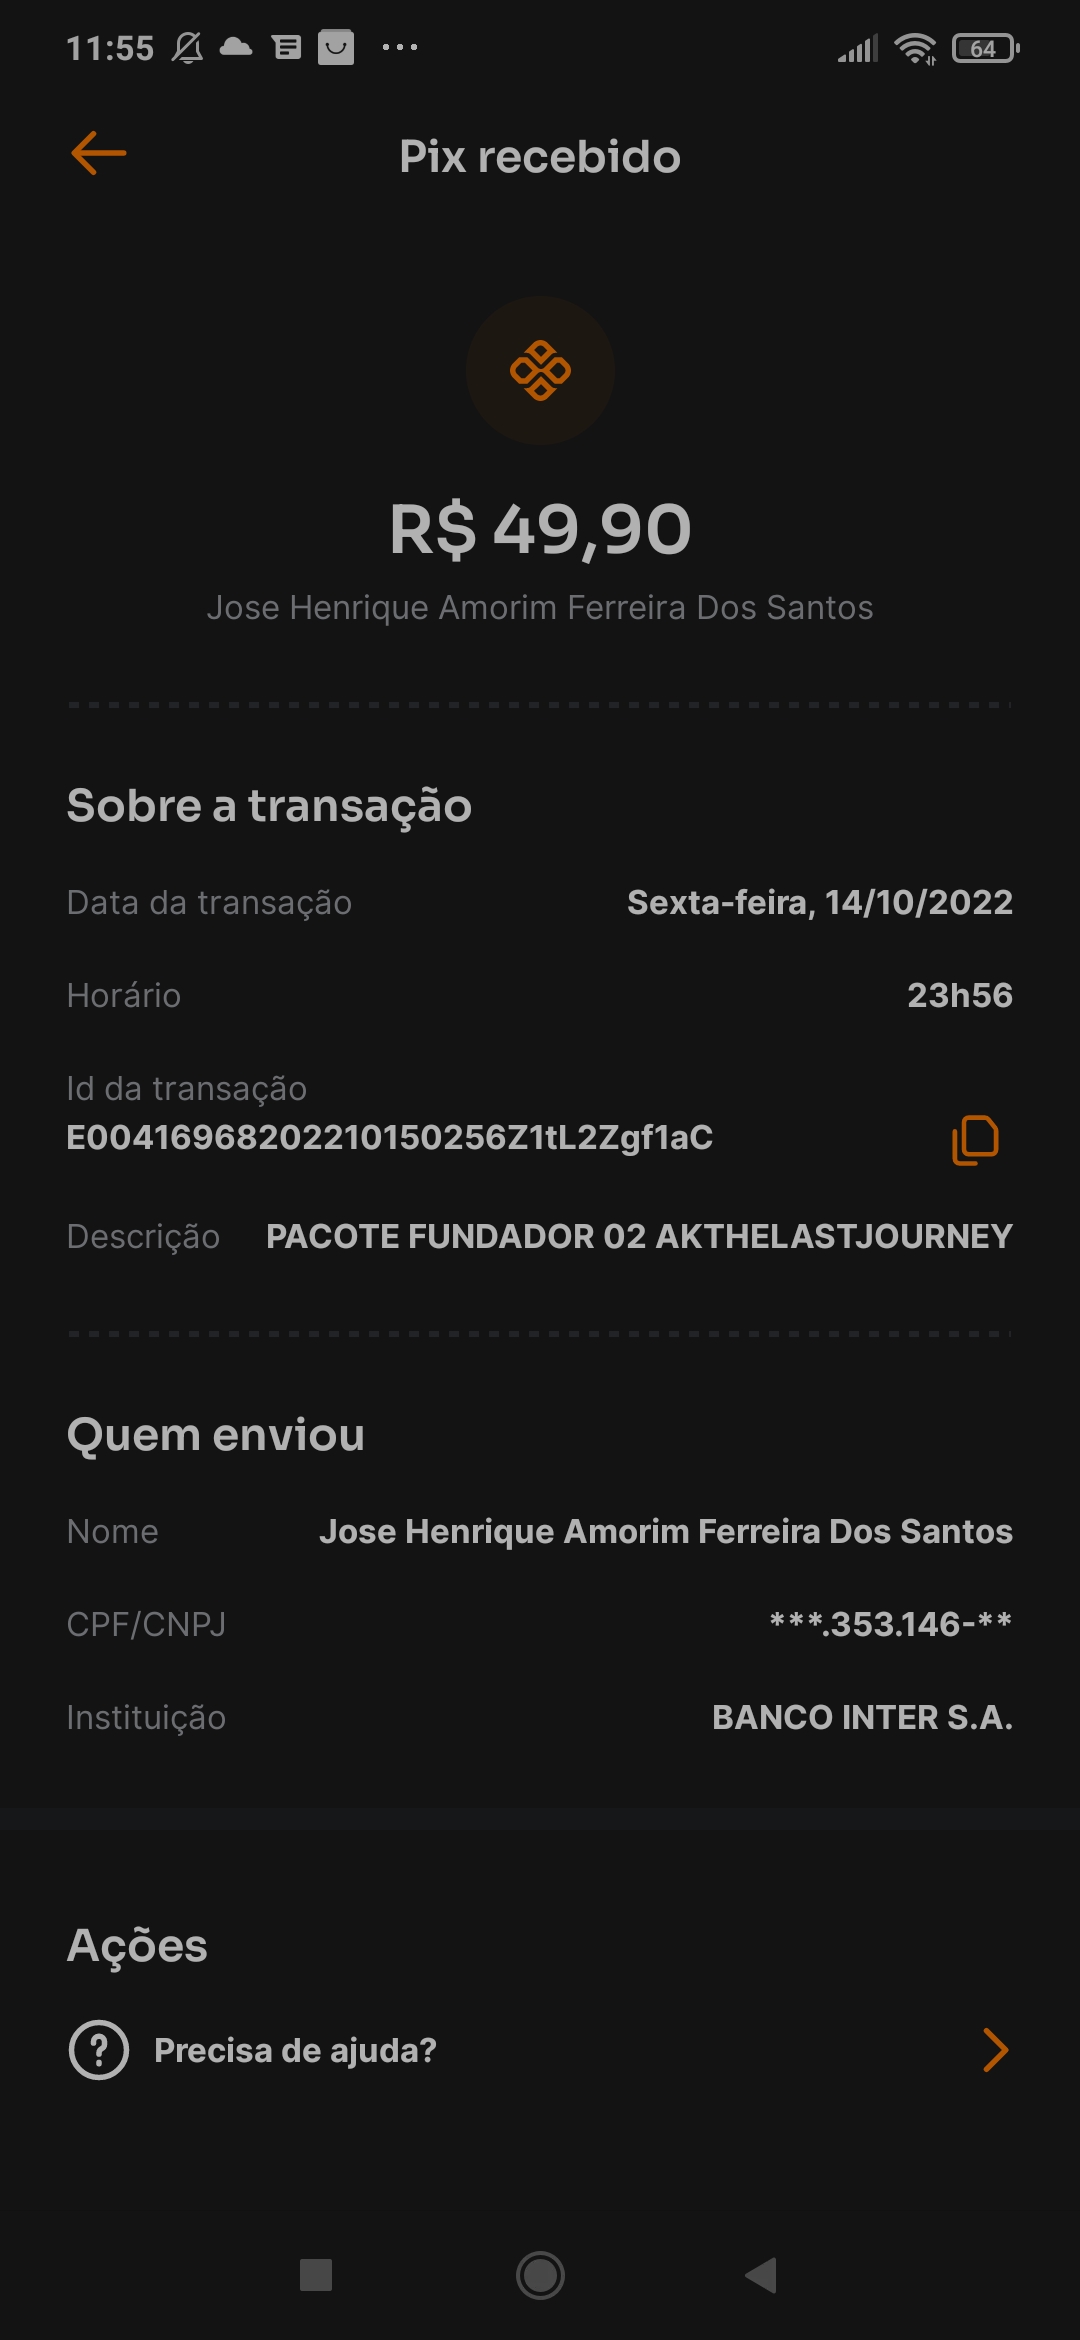 11:55
64
Pix recebido
R$ 49,90
Jose Henrique Amorim Ferreira Dos Santos
Sobre a transação
Data da transação Sexta-feira, 14/10/2022
Horário 23h56
Id da transação
E00416968202210150256Z1tL2Zgf1aC
Descrição PACOTE FUNDADOR 02 AKTHELASTJOURNEY
Quem enviou
Nome Jose Henrique Amorim Ferreira Dos Santos
CPF/CNPJ ***.353.146-**
Instituição BANCO INTER S.A.
Ações
Precisa de ajuda?